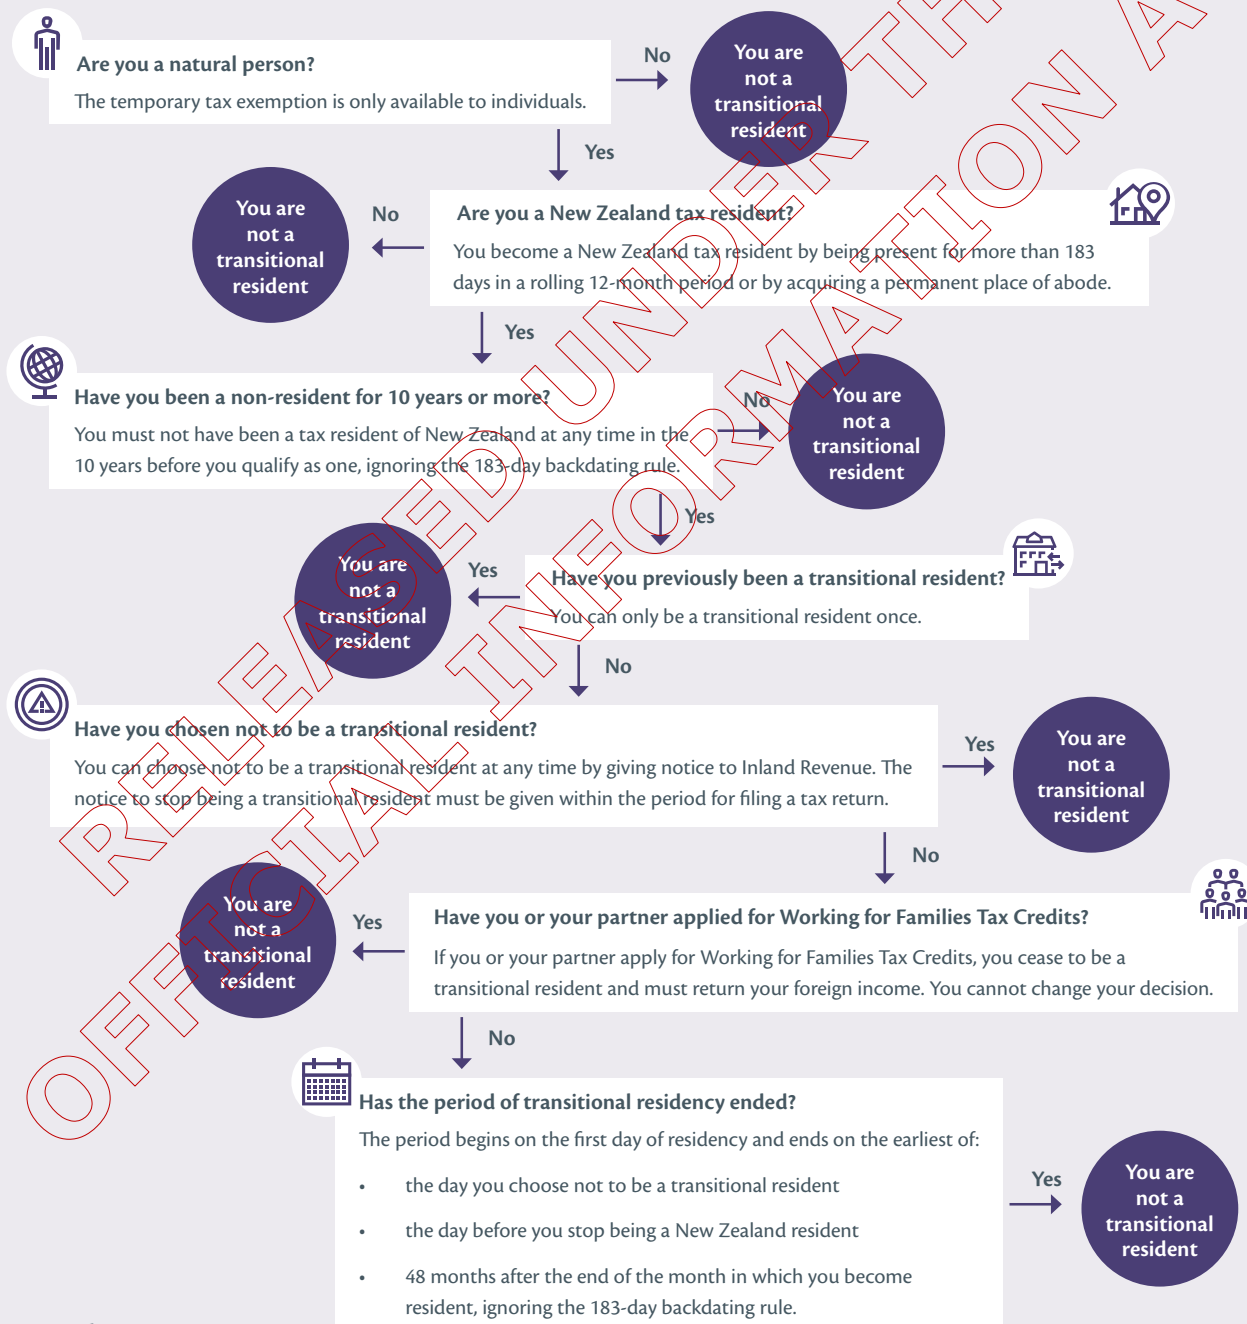 Are you a natural person?
The temporary tax exemption is only available to individuals.
No
You are
not a
transitional
resident
Yes
Are you a New Zealand tax resident?
You become a New Zealand tax resident by being present for more than 183
days in a rolling 12-month period or by acquiring a permanent place of abode.
No
You are
not a
transitional
resident
Yes
Have you been a non-resident for 10 years or more?
You must not have been a tax resident of New Zealand at any time in the
10 years before you qualify as one, ignoring the 183-day backdating rule.
No
You are
not a
transitional
resident
Yes
Have you previously been a transitional resident?
You can only be a transitional resident once.
Yes
You are
not a
transitional
resident
No
Have you chosen not to be a transitional resident?
You can choose not to be a transitional resident at any time by giving notice to Inland Revenue. The
notice to stop being a transitional resident must be given within the period for filing a tax return.
Yes
You are
not a
transitional
resident
No
Have you or your partner applied for Working for Families Tax Credits?
If you or your partner apply for Working for Families Tax Credits, you cease to be a
transitional resident and must return your foreign income. You cannot change your decision.
Yes
You are
not a
transitional
resident
No
Has the period of transitional residency ended?
The period begins on the first day of residency and ends on the earliest of:
• the day you choose not to be a transitional resident
• the day before you stop being a New Zealand resident
• 48 months after the end of the month in which you become
resident, ignoring the 183-day backdating rule.
Yes
You are
not a
transitional
resident
RELEASED UNDER TH
OFFICIAL INFORMATION A